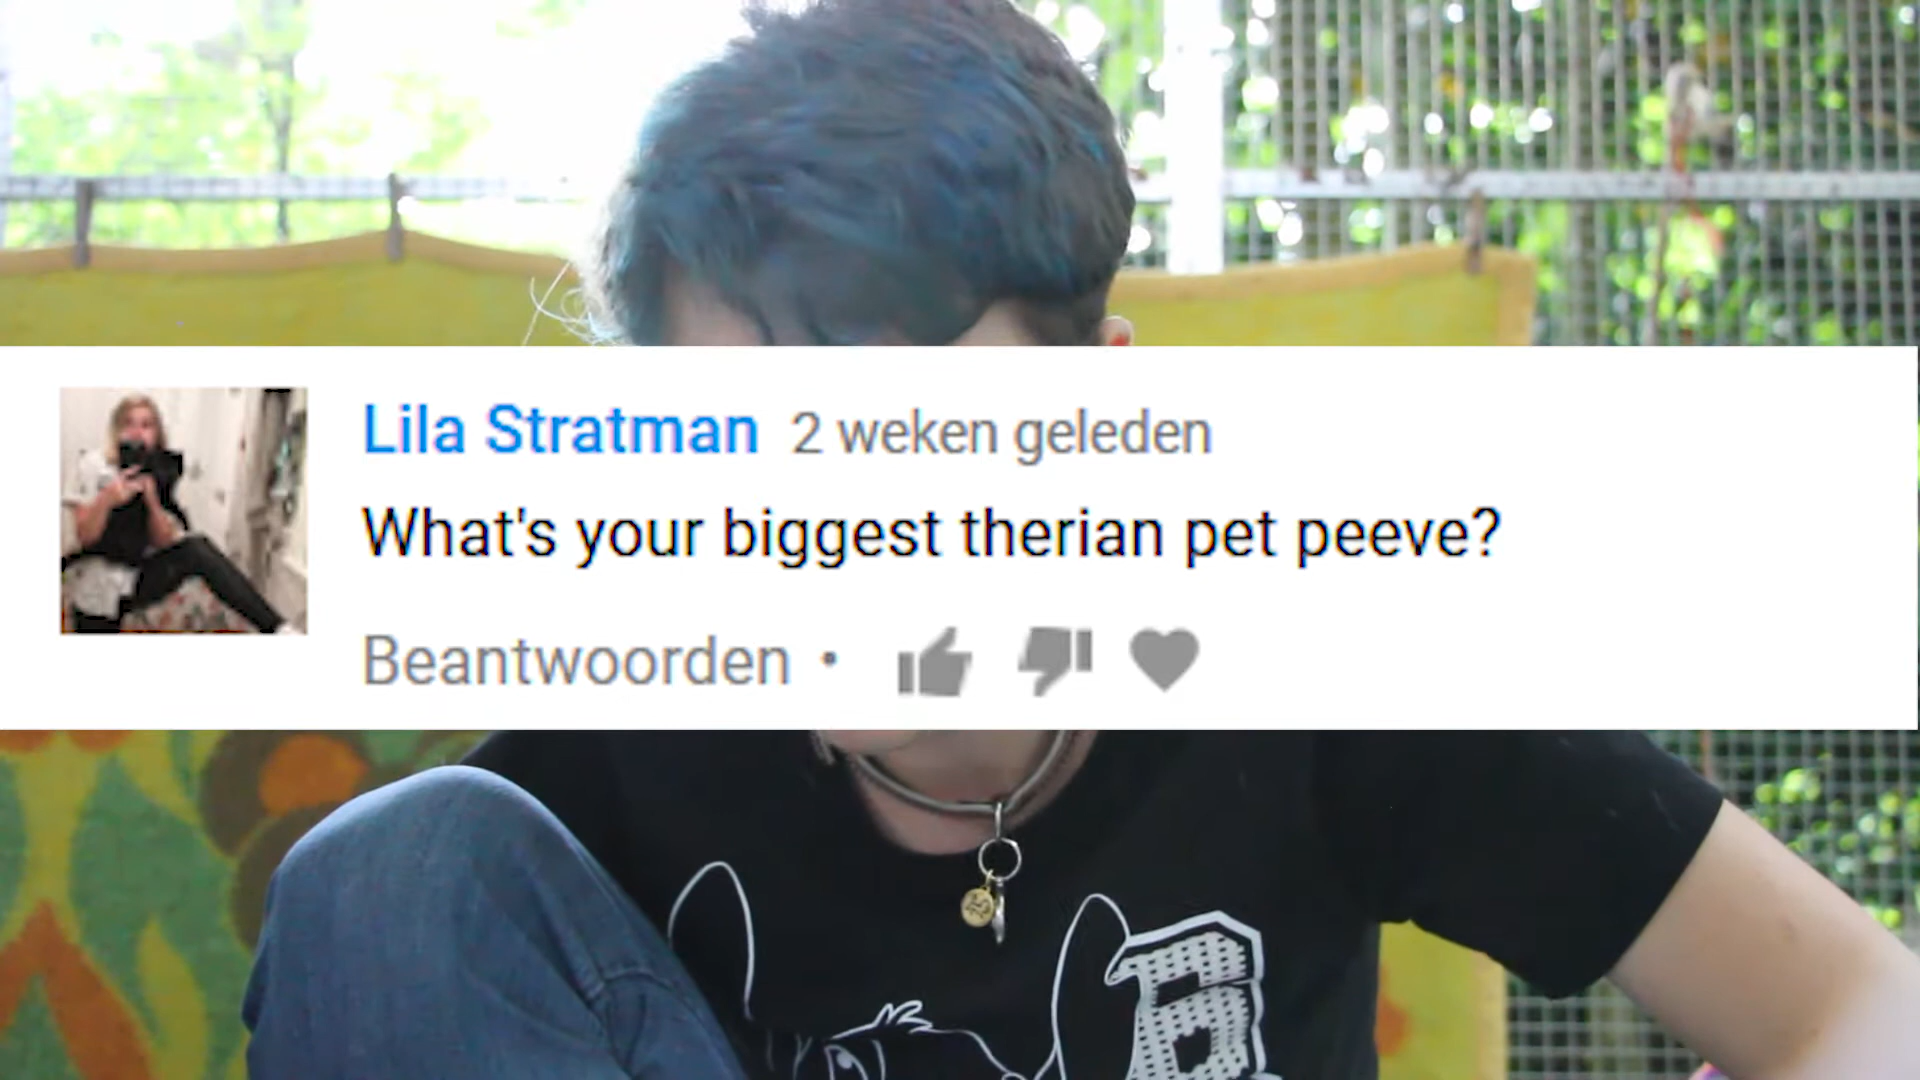 Lila Stratman 2 weken geleden
What's your biggest therian pet peeve?
Beantwoorden •